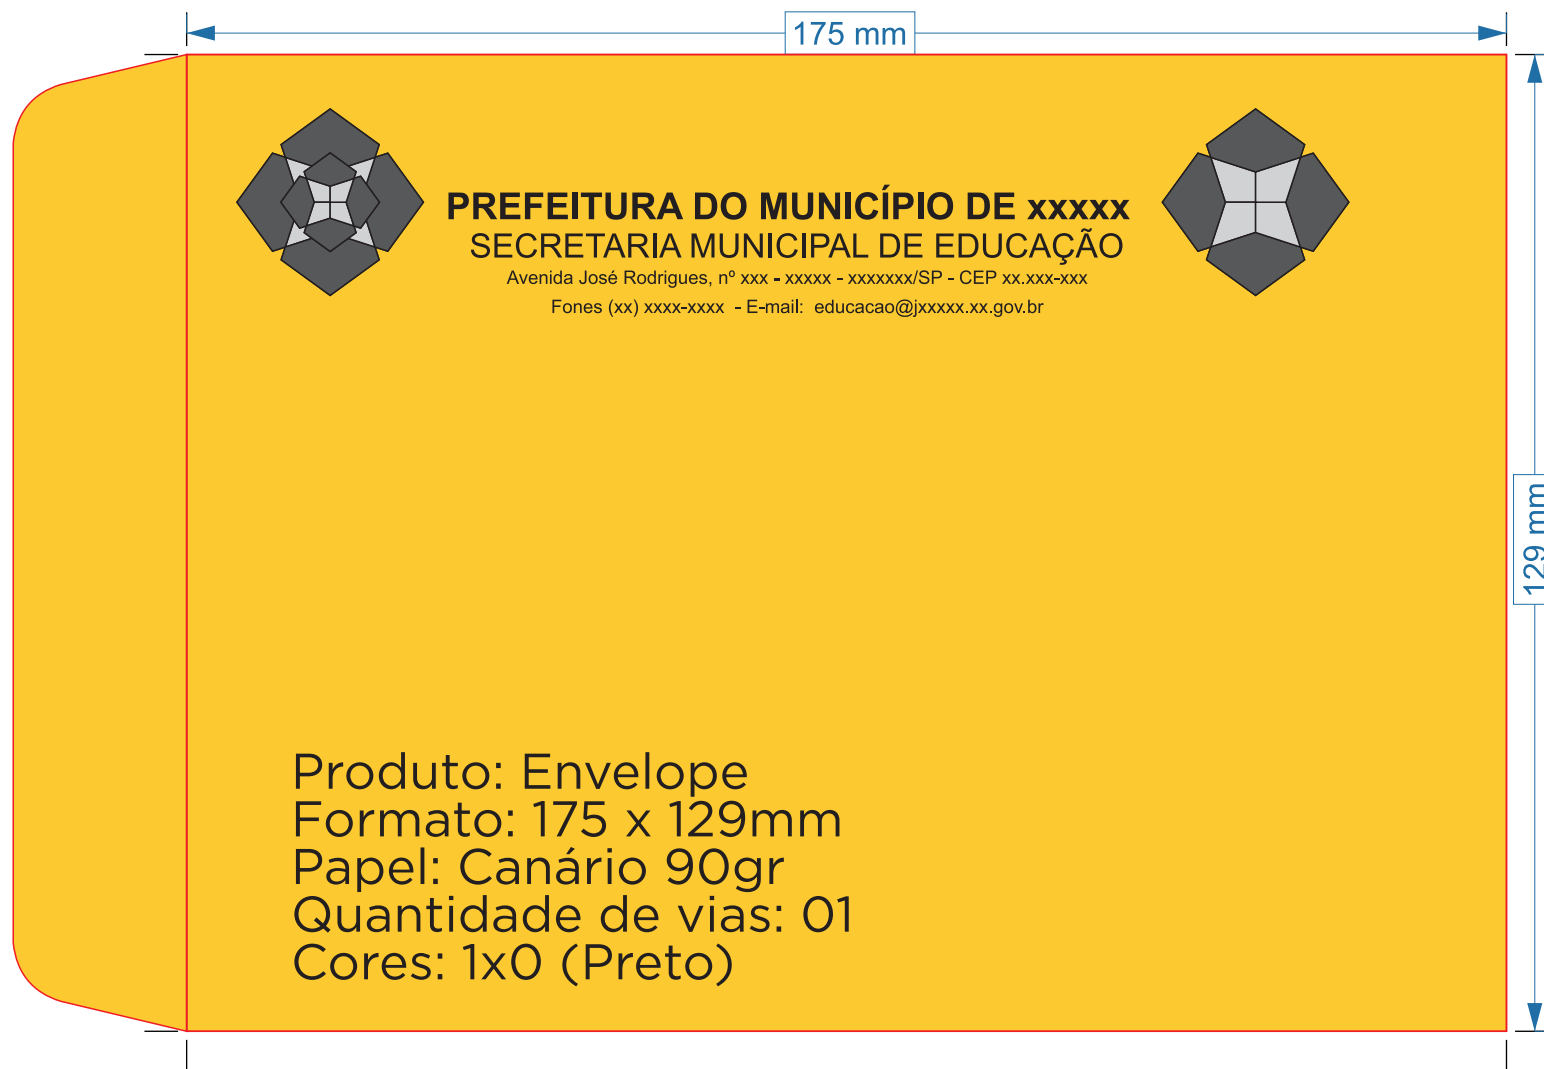 175 mm
PREFEITURA DO MUNICÍPIO DE xxxxx
SECRETARIA MUNICIPAL DE EDUCAÇÃO
Avenida José Rodrigues, nº xxx - xxxxx - xxxxxxx/SP - CEP xx.xxx-xxx
Fones (xx) xxxx-xxxx - E-mail: educacao@jxxxxx.xx.gov.br
129 mm
Produto: Envelope
Formato: 175 x 129mm
Papel: Canário 90gr
Quantidade de vias: 01
Cores: 1x0 (Preto)